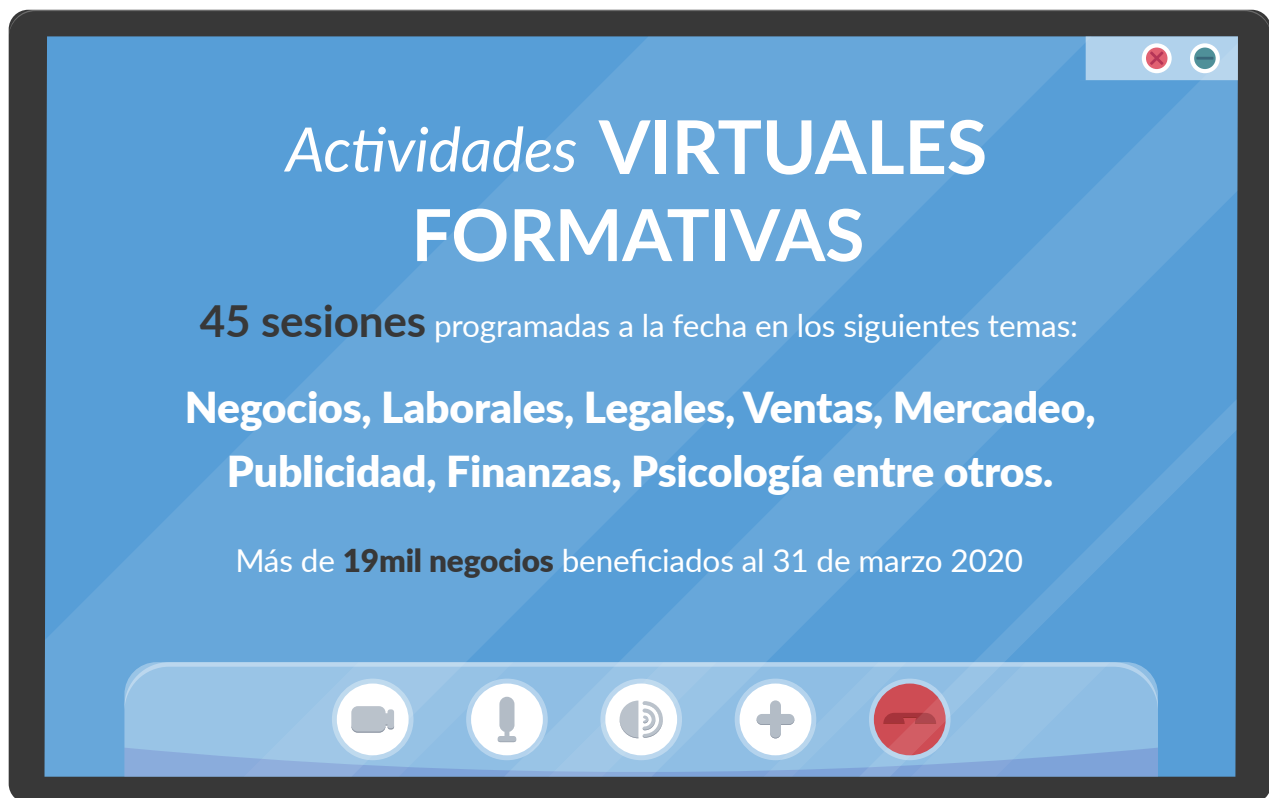 Actividades VIRTUALES
FORMATIVAS
45 sesiones programadas a la fecha en los siguientes temas:
Negocios, Laborales, Legales, Ventas, Mercadeo,
Publicidad, Finanzas, Psicología entre otros.
Más de 19mil negocios beneficiados al 31 de marzo 2020